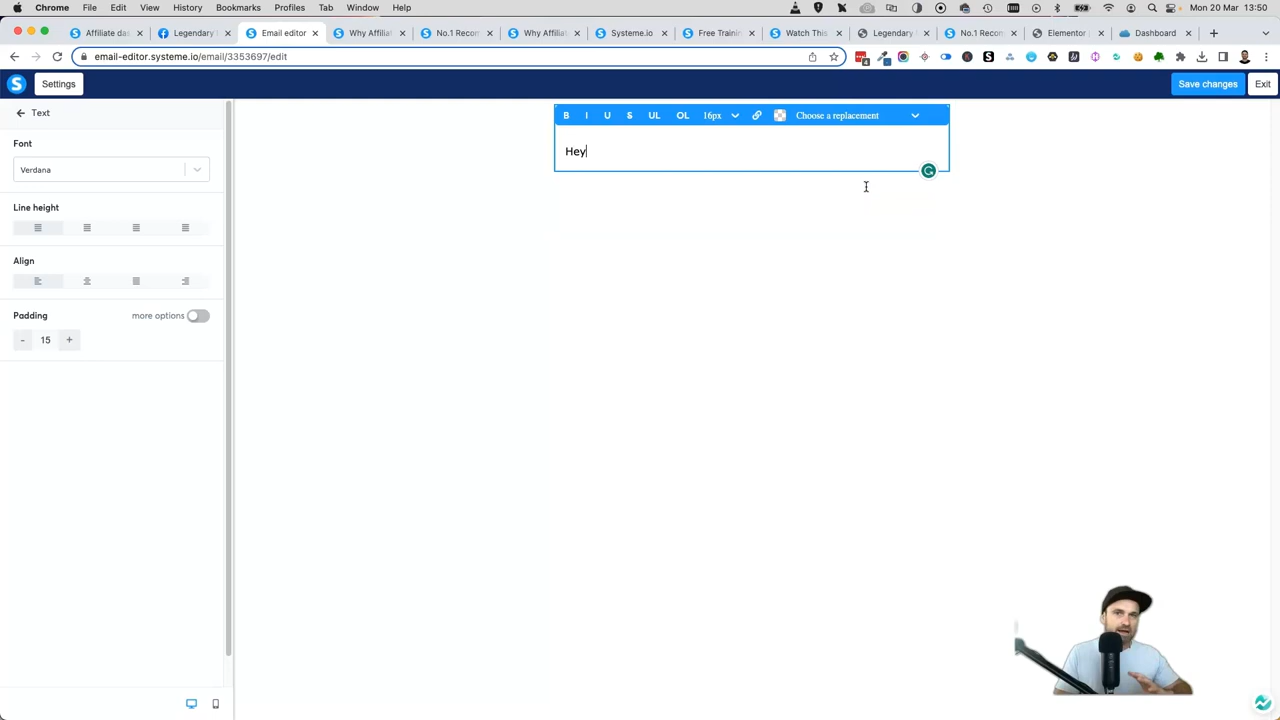 Chrome File Edit View History Bookmarks Profiles Tab Window Help Mon 20 Mar 13:50
Affiliate das Legendary Email editor Why Affilia No.1 Recom Why Affilia Systeme.io Free Trainin Watch This Legendary No.1 Recom Elementor Dashboard
email-editor.systeme.io/email/3353697/edit
S Settings Save changes Exit
Text
B I U S UL OL 16px Choose a replacement
Font
Hey
Verdana
Line height
Align
Padding more options
- 15 +